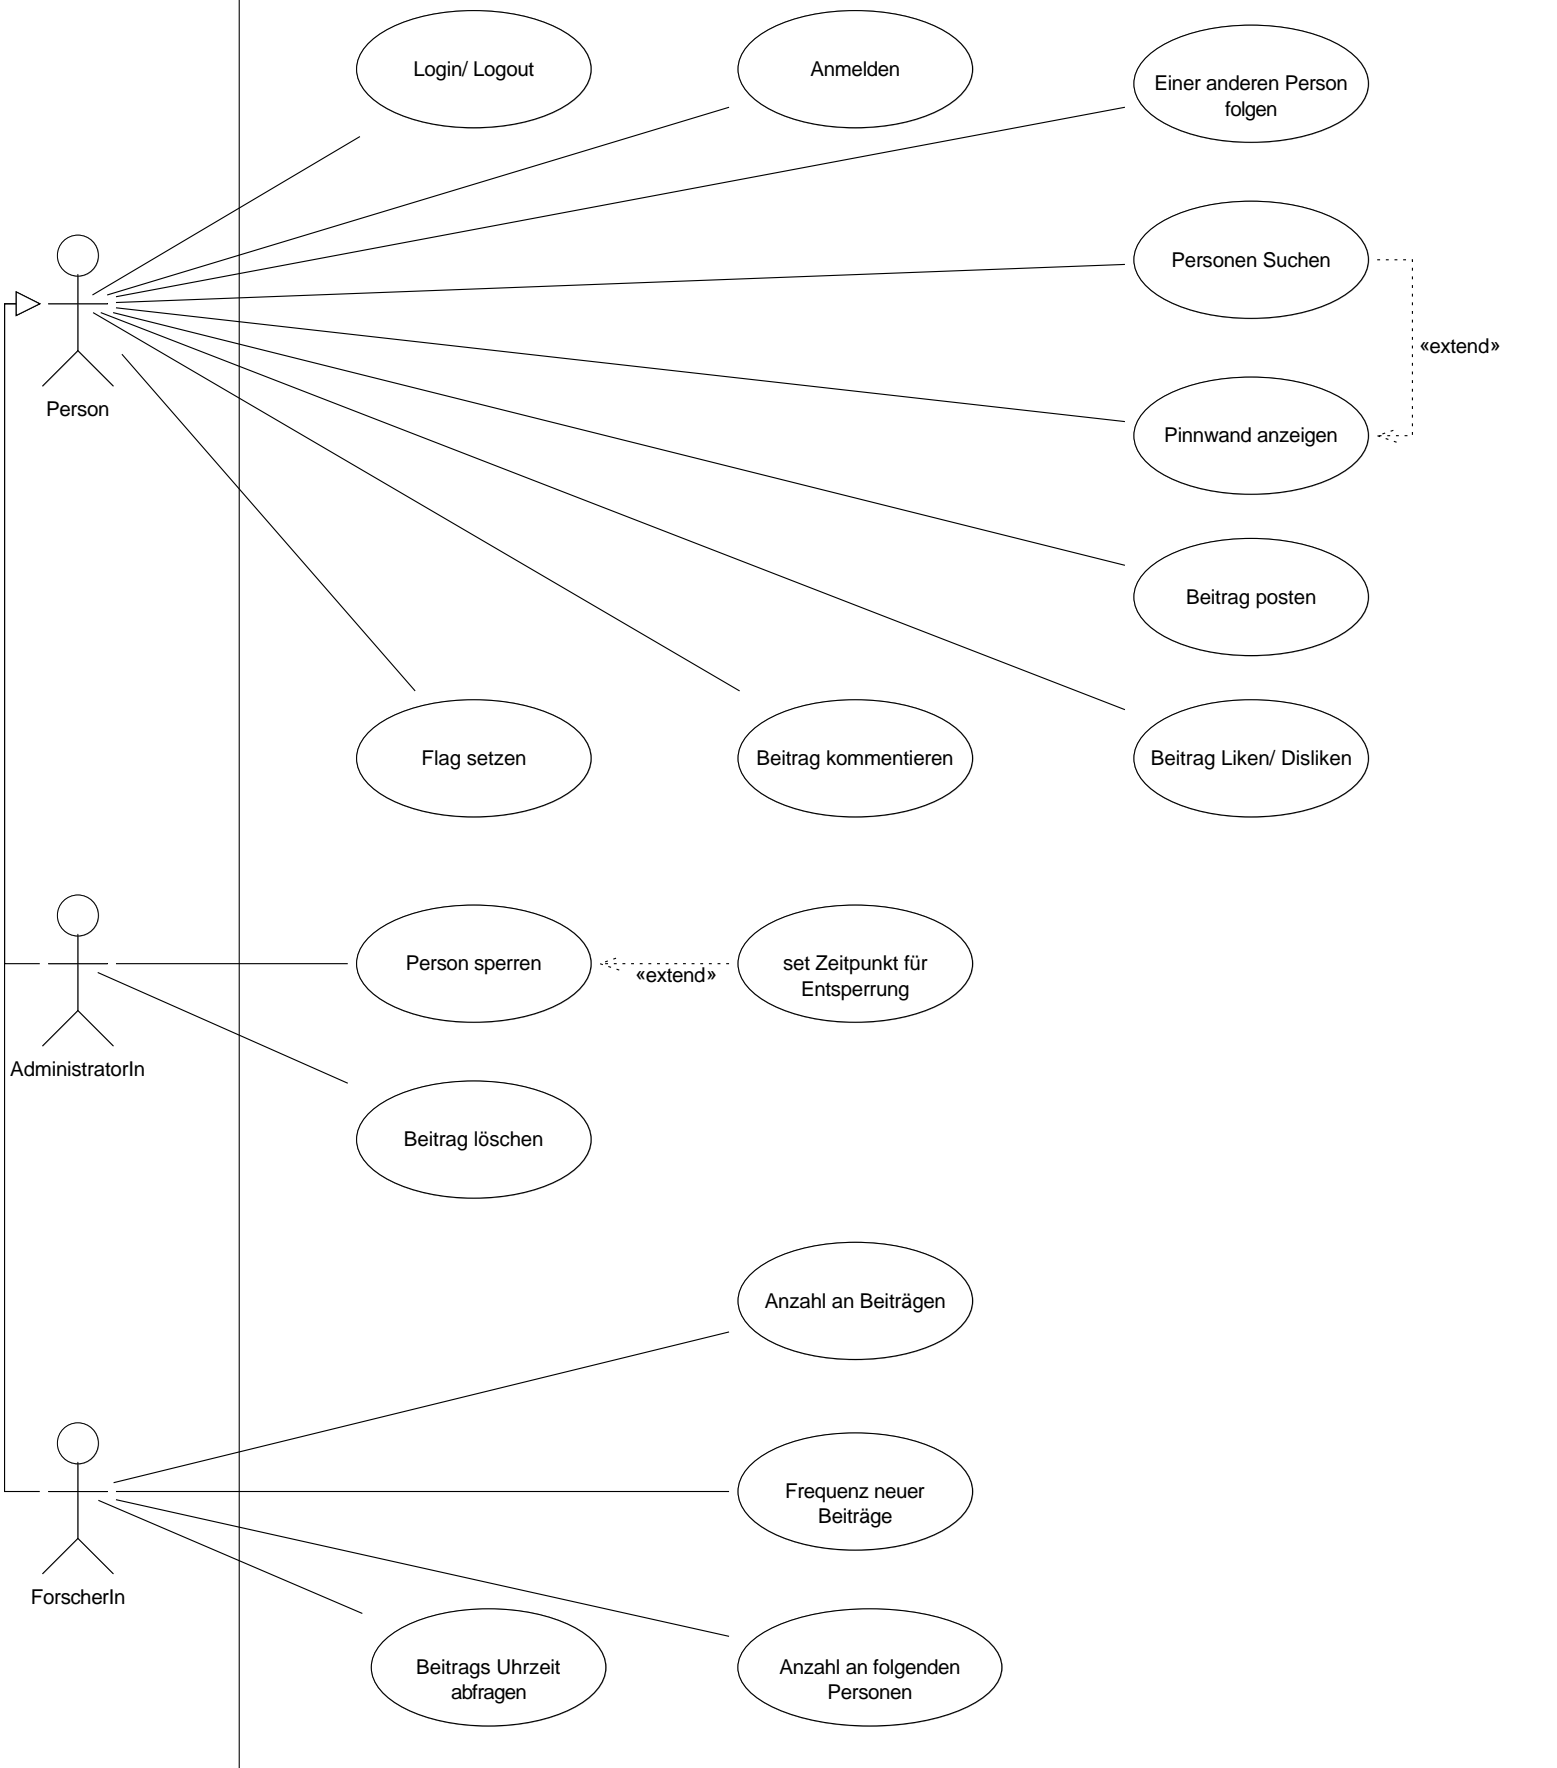 Login/ Logout
Anmelden
Einer anderen Person
folgen
Personen Suchen
«extend»
Person
Pinnwand anzeigen
Beitrag posten
Flag setzen
Beitrag kommentieren
Beitrag Liken/ Disliken
Person sperren
«extend»
set Zeitpunkt für
Entsperrung
AdministratorIn
Beitrag löschen
Anzahl an Beiträgen
Frequenz neuer
Beiträge
ForscherIn
Beitrags Uhrzeit
abfragen
Anzahl an folgenden
Personen